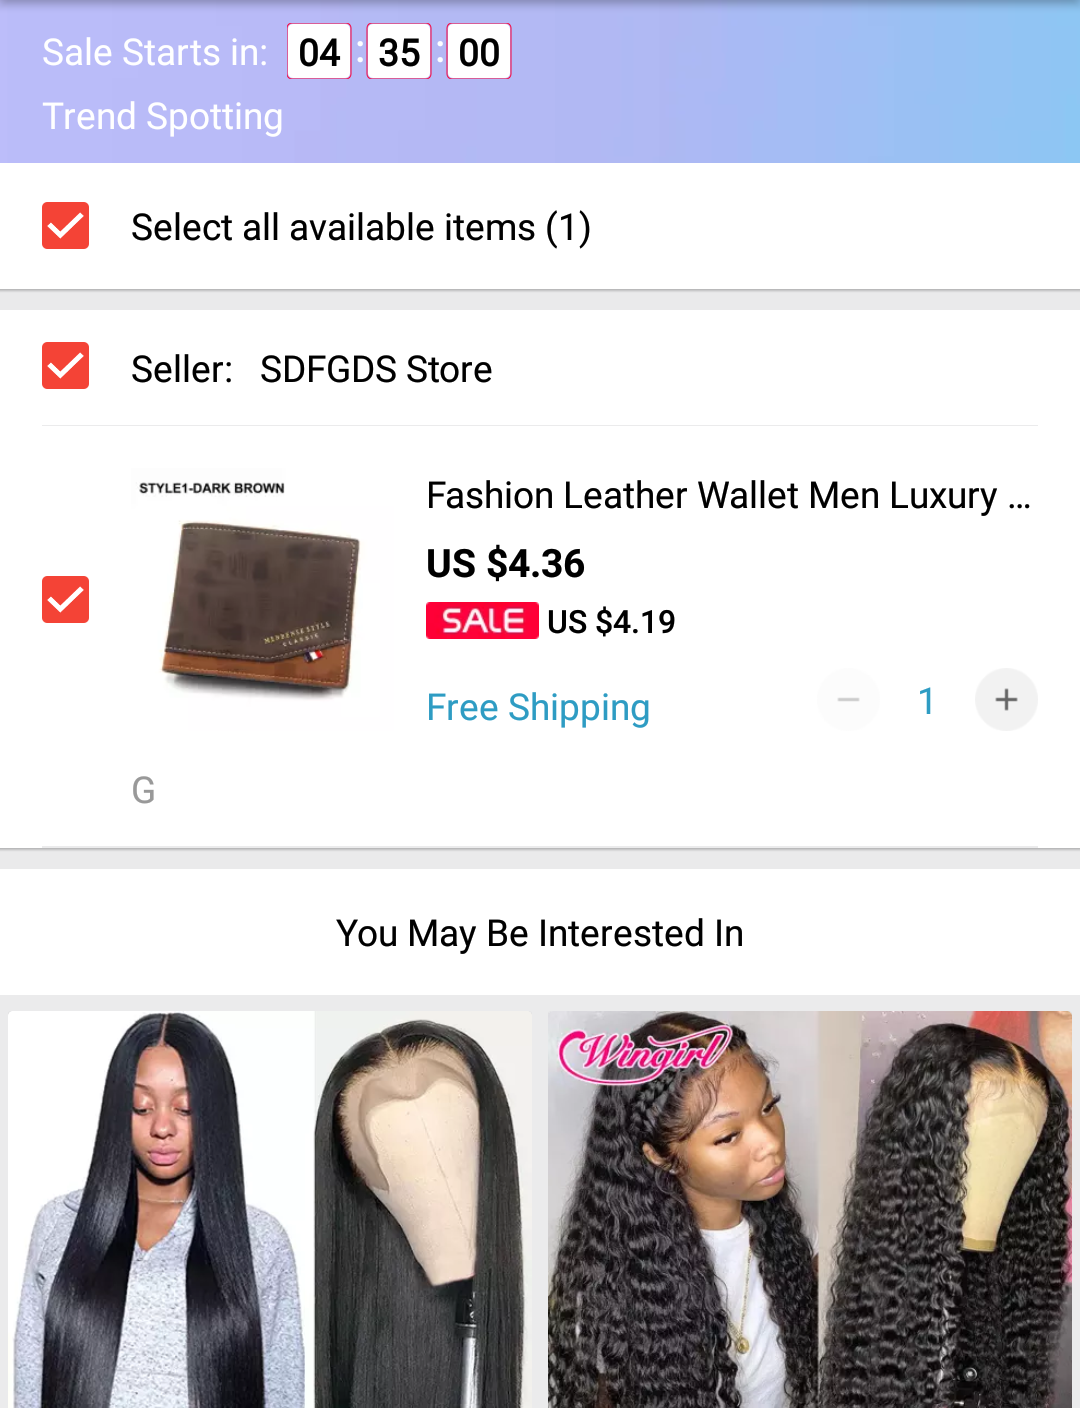 Sale Starts in: 04 : 35 : 00
Trend Spotting
Select all available items (1)
Seller: SDFGDS Store
STYLE1-DARK BROWN
Fashion Leather Wallet Men Luxury ...
US $4.36
SALE US $4.19
MENBENSE STYLE
CLASSIC
Free Shipping
1
G
You May Be Interested In
Wingirl